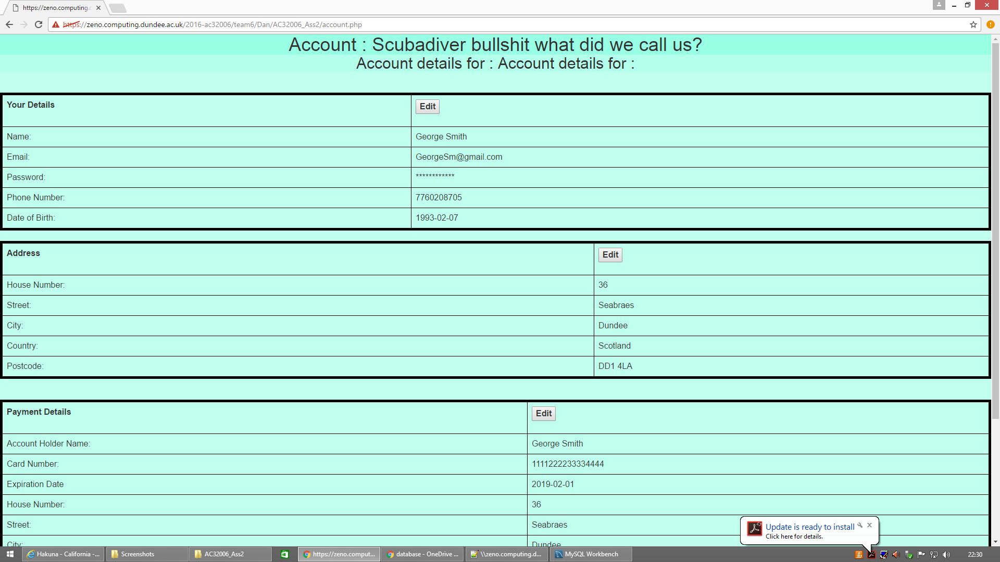 https://zeno.computing.c
https://zeno.computing.dundee.ac.uk/2016-ac32006/team6/Dan/AC32006_Ass2/account.php
Account : Scubadiver bullshit what did we call us?
Account details for : Account details for :
Your Details Edit
Name: George Smith
Email: GeorgeSm@gmail.com
Password: ************
Phone Number: 7760208705
Date of Birth: 1993-02-07
Address Edit
House Number: 36
Street: Seabraes
City: Dundee
Country: Scotland
Postcode: DD1 4LA
Payment Details Edit
Account Holder Name: George Smith
Card Number: 1111222233334444
Expiration Date 2019-02-01
House Number: 36
Street: Seabraes
City: Dundee
Update is ready to install
Click here for details.
Hakuna - California -... Screenshots AC32006_Ass2 https://zeno.comput... database - OneDrive ... \\zeno.computing.d... MySQL Workbench 22:30